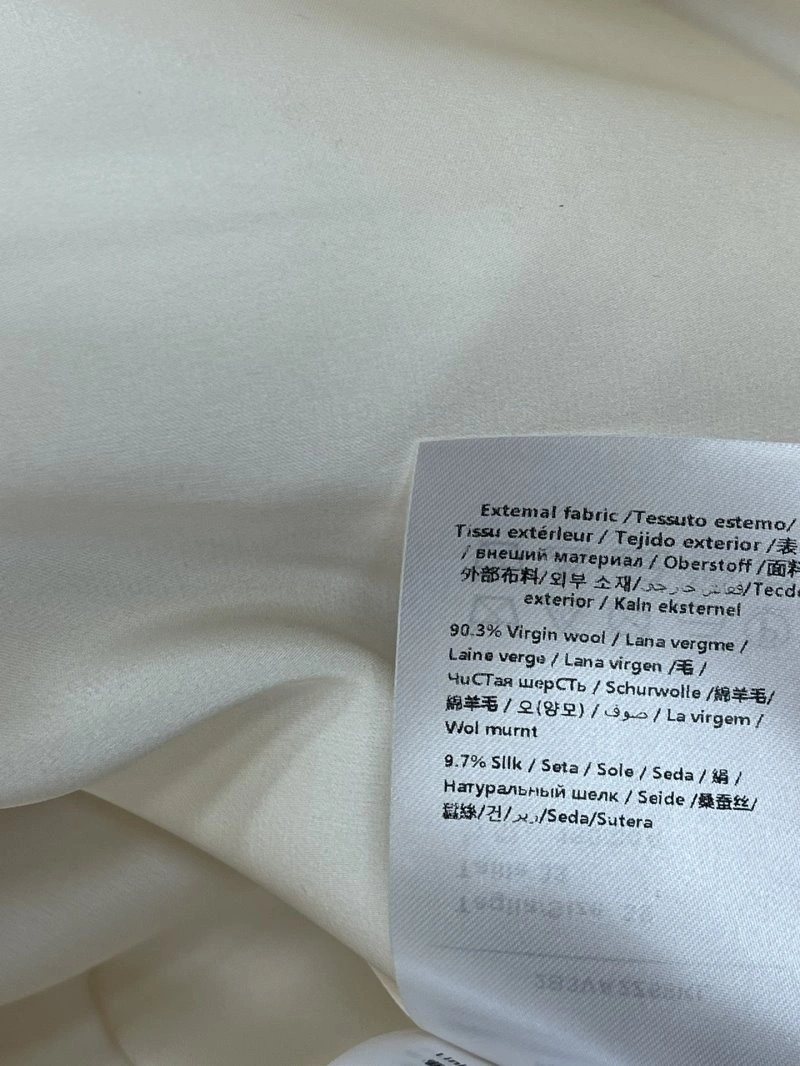 Extemal fabric /Tessuto estemo/
Tissu extérleur / Tejido exterior /表
/ внеший материал / Oberstoff /面料
外部布料/외부 소재/ /Tecd
exterior / Kaln eksternel
90.3% Virgin wool / Lana vergme /
Laine verge / Lana virgen /毛 /
ЧиСТая шерСТЬ / Schurwolle /綿羊毛/
綿羊毛 / 오(양모) / صوف / La virgem /
Wol murnt
9.7% Sllk / Seta / Sole / Seda / 絹 /
Натуральный шелк / Seide /桑蚕丝/
/건/ /Seda/Sutera